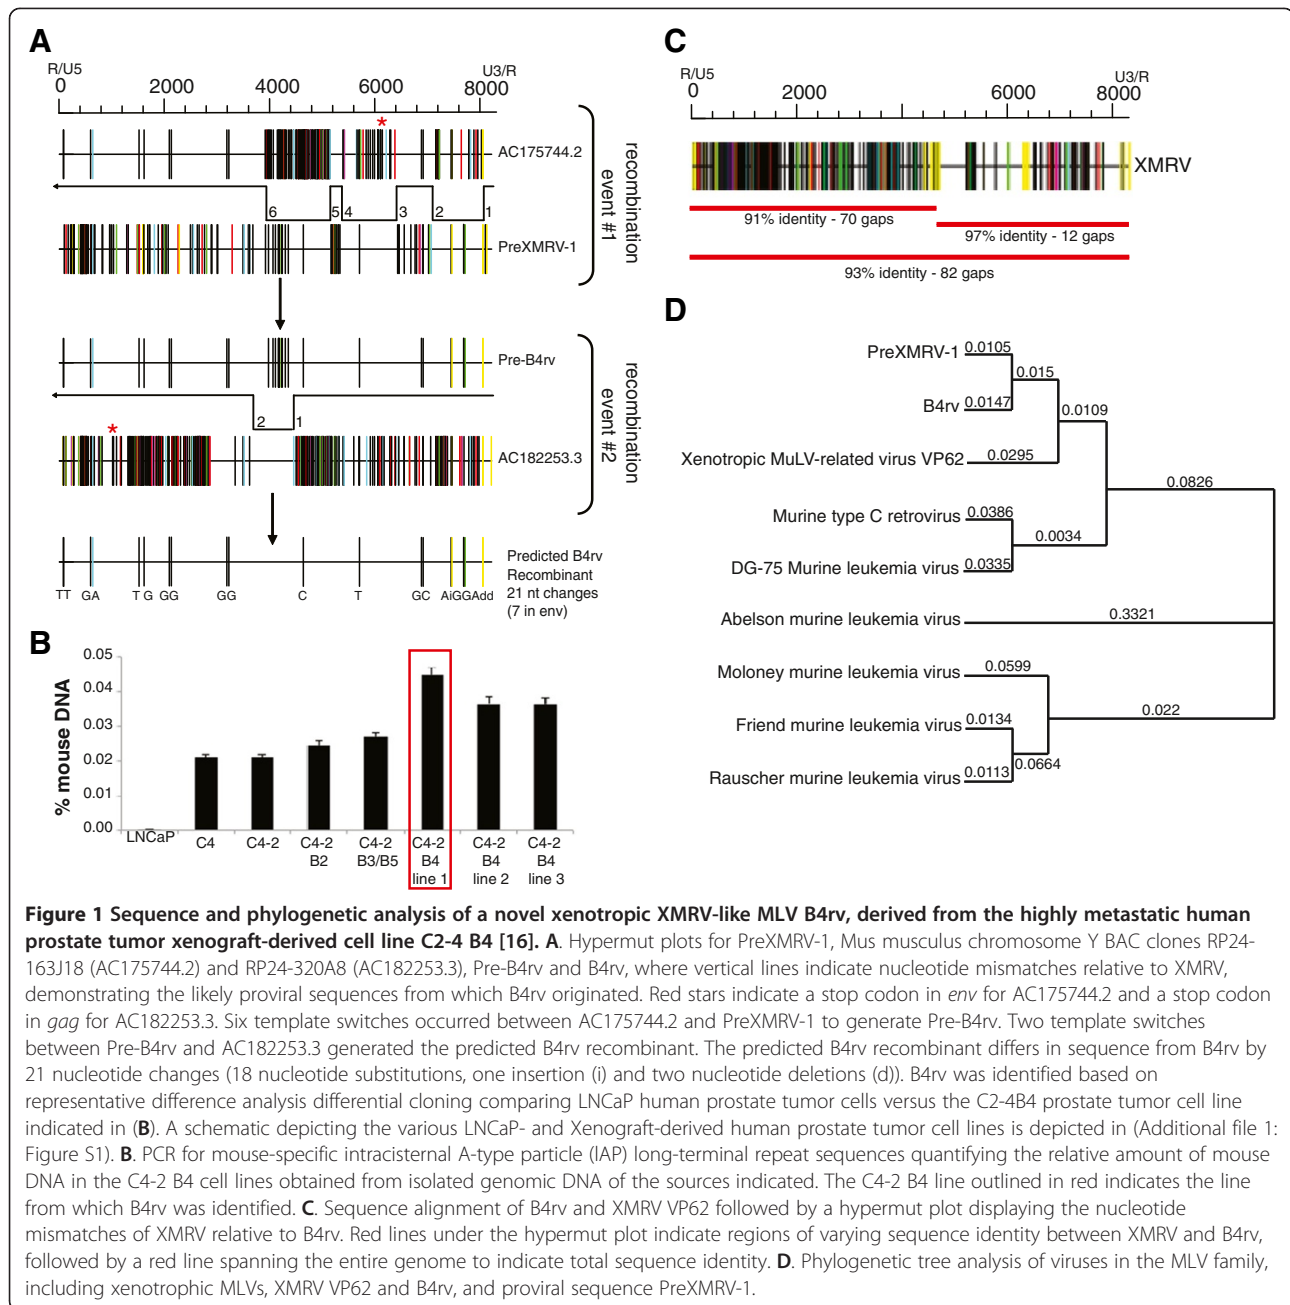 A
R/U5
U3/R
0
2000
4000
6000
8000
*
AC175744.2
6
5
4
3
2
1
PreXMRV-1
recombination
event #1
Pre-B4rv
2
1
*
AC182253.3
recombination
event #2
Predicted B4rv
Recombinant
21 nt changes
(7 in env)
TT GA T G GG GG C T GC AiGGAdd
B
% mouse DNA
0.05
0.04
0.03
0.02
0.01
0.00
LNCaP
C4
C4-2
C4-2
B2
C4-2
B3/B5
C4-2
B4
line 1
C4-2
B4
line 2
C4-2
B4
line 3
C
R/U5
U3/R
0
2000
6000
8000
XMRV
91% identity - 70 gaps
97% identity - 12 gaps
93% identity - 82 gaps
D
PreXMRV-1
0.0105
0.015
B4rv
0.0147
0.0109
Xenotropic MuLV-related virus VP62
0.0295
0.0826
Murine type C retrovirus
0.0386
0.0034
DG-75 Murine leukemia virus
0.0335
Abelson murine leukemia virus
0.3321
Moloney murine leukemia virus
0.0599
0.022
Friend murine leukemia virus
0.0134
0.0664
Rauscher murine leukemia virus
0.0113
Figure 1 Sequence and phylogenetic analysis of a novel xenotropic XMRV-like MLV B4rv, derived from the highly metastatic human
prostate tumor xenograft-derived cell line C2-4 B4 [16]. A. Hypermut plots for PreXMRV-1, Mus musculus chromosome Y BAC clones RP24-
163J18 (AC175744.2) and RP24-320A8 (AC182253.3), Pre-B4rv and B4rv, where vertical lines indicate nucleotide mismatches relative to XMRV,
demonstrating the likely proviral sequences from which B4rv originated. Red stars indicate a stop codon in env for AC175744.2 and a stop codon
in gag for AC182253.3. Six template switches occurred between AC175744.2 and PreXMRV-1 to generate Pre-B4rv. Two template switches
between Pre-B4rv and AC182253.3 generated the predicted B4rv recombinant. The predicted B4rv recombinant differs in sequence from B4rv by
21 nucleotide changes (18 nucleotide substitutions, one insertion (i) and two nucleotide deletions (d)). B4rv was identified based on
representative difference analysis differential cloning comparing LNCaP human prostate tumor cells versus the C2-4B4 prostate tumor cell line
indicated in (B). A schematic depicting the various LNCaP- and Xenograft-derived human prostate tumor cell lines is depicted in (Additional file 1:
Figure S1). B. PCR for mouse-specific intracisternal A-type particle (IAP) long-terminal repeat sequences quantifying the relative amount of mouse
DNA in the C4-2 B4 cell lines obtained from isolated genomic DNA of the sources indicated. The C4-2 B4 line outlined in red indicates the line
from which B4rv was identified. C. Sequence alignment of B4rv and XMRV VP62 followed by a hypermut plot displaying the nucleotide
mismatches of XMRV relative to B4rv. Red lines under the hypermut plot indicate regions of varying sequence identity between XMRV and B4rv,
followed by a red line spanning the entire genome to indicate total sequence identity. D. Phylogenetic tree analysis of viruses in the MLV family,
including xenotrophic MLVs, XMRV VP62 and B4rv, and proviral sequence PreXMRV-1.